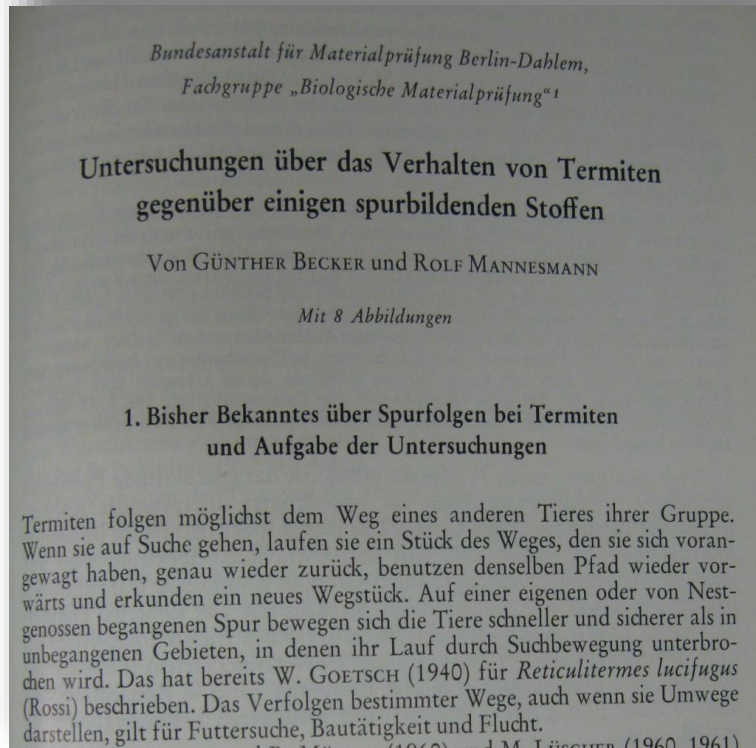 Bundesanstalt für Materialprüfung Berlin-Dahlem,
Fachgruppe „Biologische Materialprüfung“¹
Untersuchungen über das Verhalten von Termiten
gegenüber einigen spurbildenden Stoffen
Von GÜNTHER BECKER und ROLF MANNESMANN
Mit 8 Abbildungen
1. Bisher Bekanntes über Spurfolgen bei Termiten
und Aufgabe der Untersuchungen
Termiten folgen möglichst dem Weg eines anderen Tieres ihrer Gruppe.
Wenn sie auf Suche gehen, laufen sie ein Stück des Weges, den sie sich voran-
gewagt haben, genau wieder zurück, benutzen denselben Pfad wieder vor-
wärts und erkunden ein neues Wegstück. Auf einer eigenen oder von Nest-
genossen begangenen Spur bewegen sich die Tiere schneller und sicherer als in
unbegangenen Gebieten, in denen ihr Lauf durch Suchbewegung unterbro-
chen wird. Das hat bereits W. GOETSCH (1940) für Reticulitermes lucifugus
(Rossi) beschrieben. Das Verfolgen bestimmter Wege, auch wenn sie Umwege
darstellen, gilt für Futtersuche, Bautätigkeit und Flucht.
und M. LÜSCHER (1960, 1961)